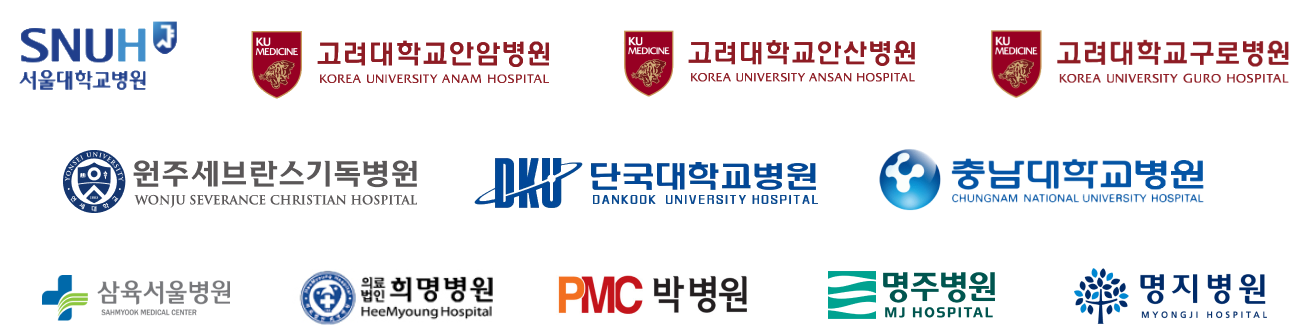 SNUH
서울대학교병원
KU
MEDICINE
고려대학교안암병원
KOREA UNIVERSITY ANAM HOSPITAL
KU
MEDICINE
고려대학교안산병원
KOREA UNIVERSITY ANSAN HOSPITAL
KU
MEDICINE
고려대학교구로병원
KOREA UNIVERSITY GURO HOSPITAL
YONSEI UNIVERSITY
연세대학교
원주세브란스기독병원
WONJU SEVERANCE CHRISTIAN HOSPITAL
DKU
단국대학교병원
DANKOOK UNIVERSITY HOSPITAL
충남대학교병원
CHUNGNAM NATIONAL UNIVERSITY HOSPITAL
삼육서울병원
SAHMYOOK MEDICAL CENTER
의료
법인
희명병원
HeeMyoung Hospital
PMC 박병원
명주병원
MJ HOSPITAL
명지병원
MYONGJI HOSPITAL